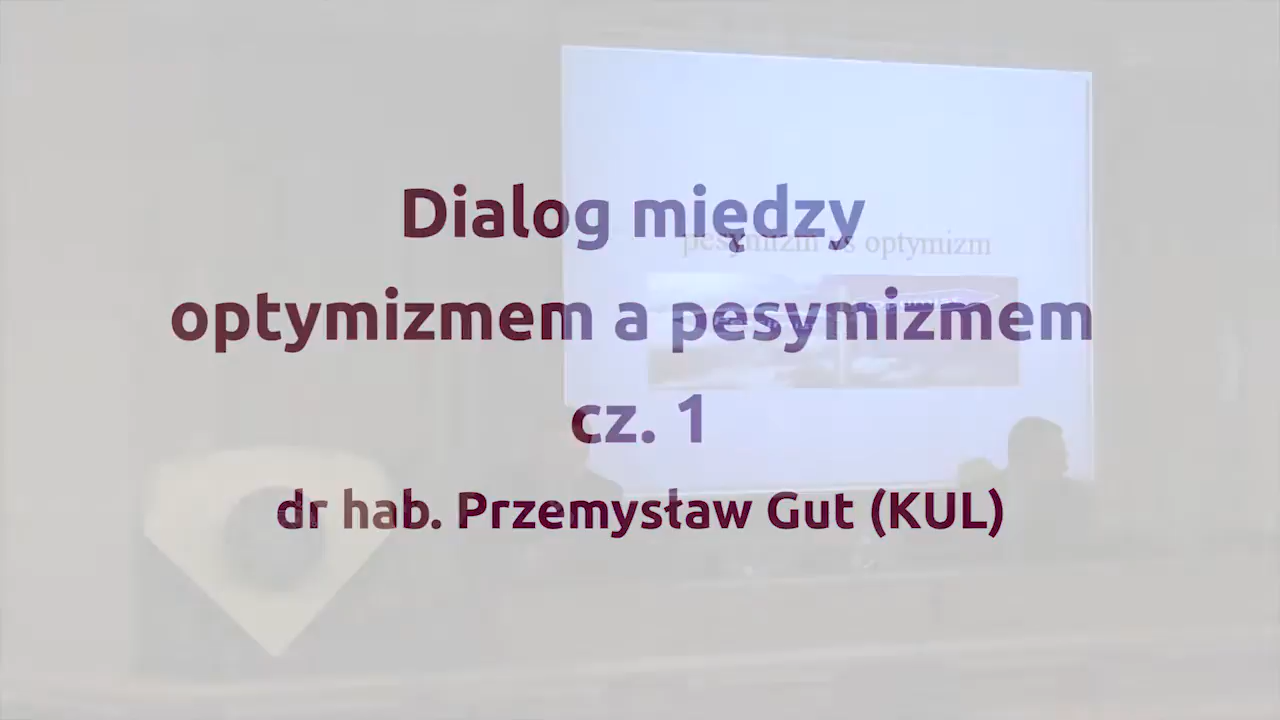 Dialog między
pesymizm vs optymizm
optymizmem a pesymizmem
cz. 1
dr hab. Przemysław Gut (KUL)